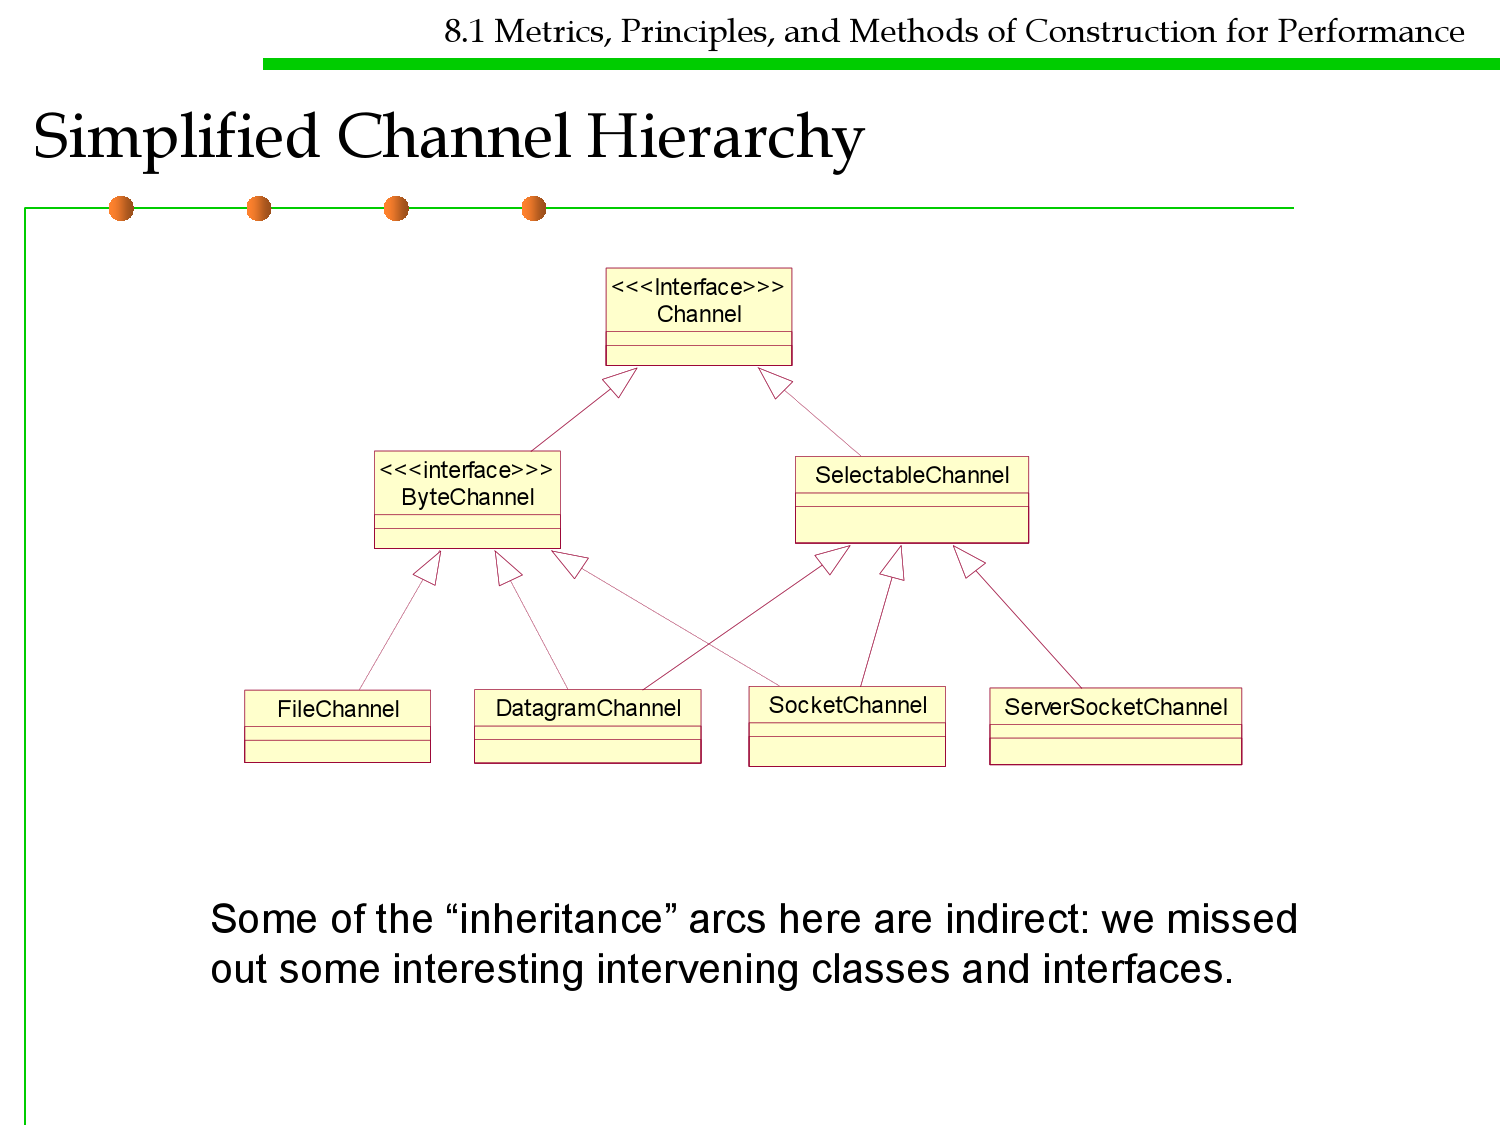 8.1 Metrics, Principles, and Methods of Construction for Performance
Simplified Channel Hierarchy
<<<Interface>>>
Channel
<<<interface>>>
ByteChannel
SelectableChannel
FileChannel
DatagramChannel
SocketChannel
ServerSocketChannel
Some of the “inheritance” arcs here are indirect: we missed
out some interesting intervening classes and interfaces.